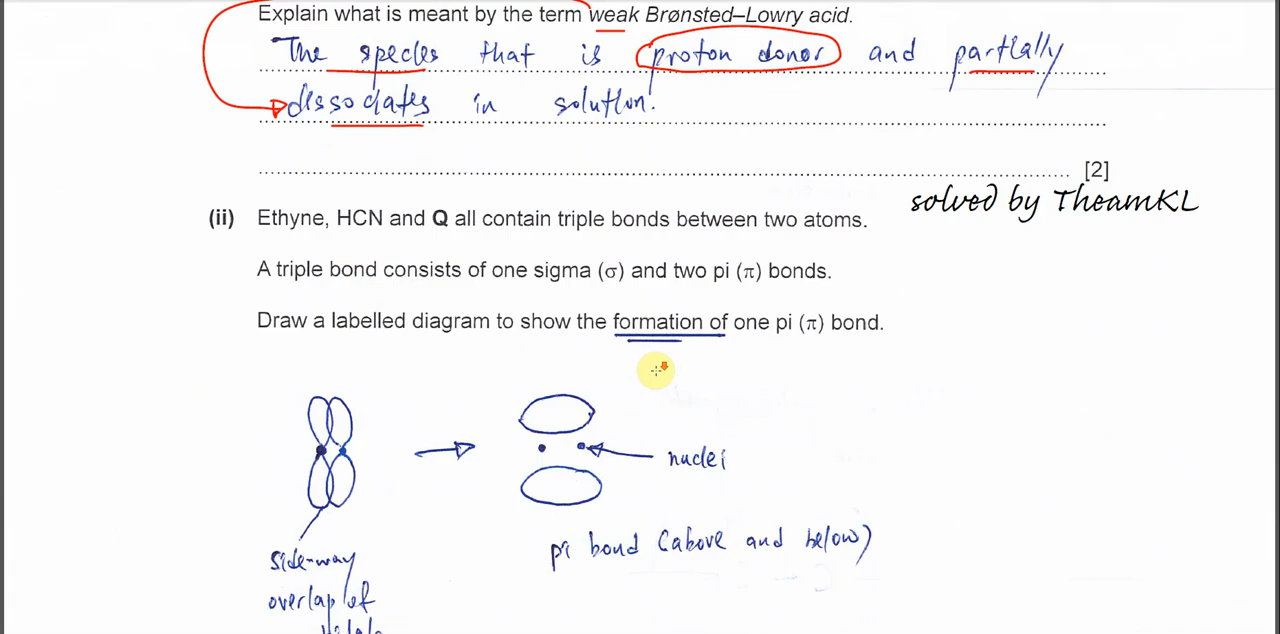 Explain what is meant by the term weak Brønsted–Lowry acid.
The species that is proton donor and partially
dissociates in solution.
[2]
solved by TheamKL
(ii) Ethyne, HCN and Q all contain triple bonds between two atoms.
A triple bond consists of one sigma (σ) and two pi (π) bonds.
Draw a labelled diagram to show the formation of one pi (π) bond.
nuclei
pi bond (above and below)
side-way
overlap of